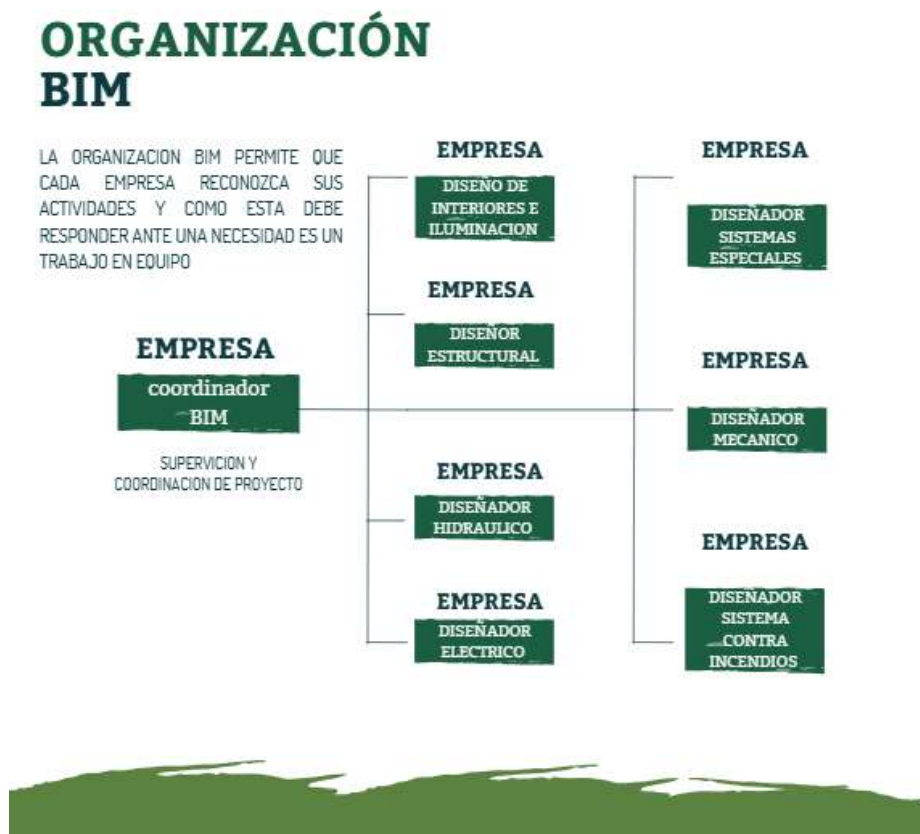 ORGANIZACIÓN
BIM
LA ORGANIZACION BIM PERMITE QUE
CADA EMPRESA RECONOZCA SUS
ACTIVIDADES Y COMO ESTA DEBE
RESPONDER ANTE UNA NECESIDAD ES UN
TRABAJO EN EQUIPO
EMPRESA
coordinador
BIM
SUPERVICION Y
COORDINACION DE PROYECTO
EMPRESA
DISEÑO DE
INTERIORES E
ILUMINACION
EMPRESA
DISEÑOR
ESTRUCTURAL
EMPRESA
DISEÑADOR
HIDRAULICO
EMPRESA
DISEÑADOR
ELECTRICO
EMPRESA
DISEÑADOR
SISTEMAS
ESPECIALES
EMPRESA
DISEÑADOR
MECANICO
EMPRESA
DISEÑADOR
SISTEMA
CONTRA
INCENDIOS